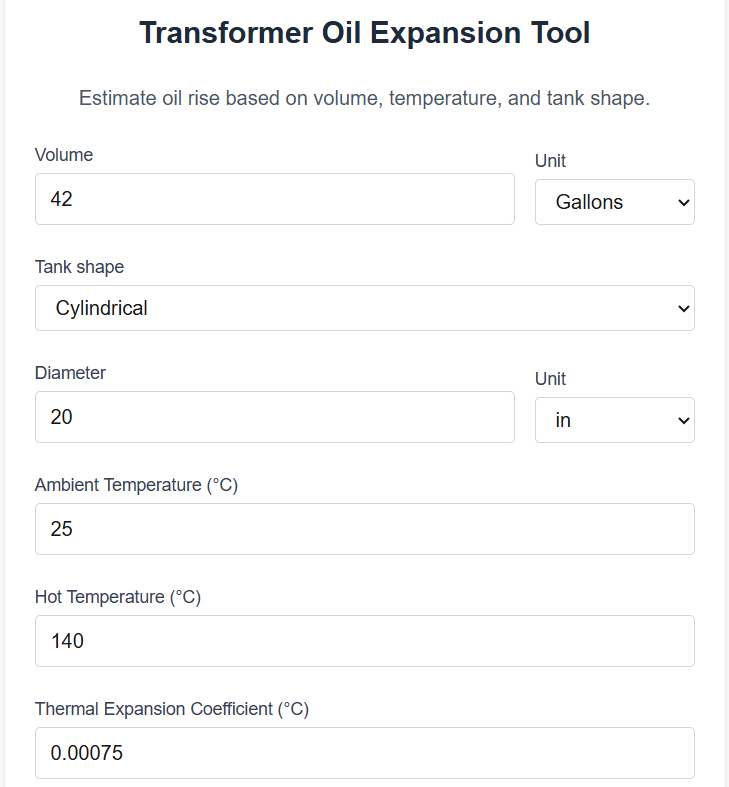 Transformer Oil Expansion Tool
Estimate oil rise based on volume, temperature, and tank shape.
Volume
Unit
42
Gallons
Tank shape
Cylindrical
Diameter
Unit
20
in
Ambient Temperature (°C)
25
Hot Temperature (°C)
140
Thermal Expansion Coefficient (°C)
0.00075